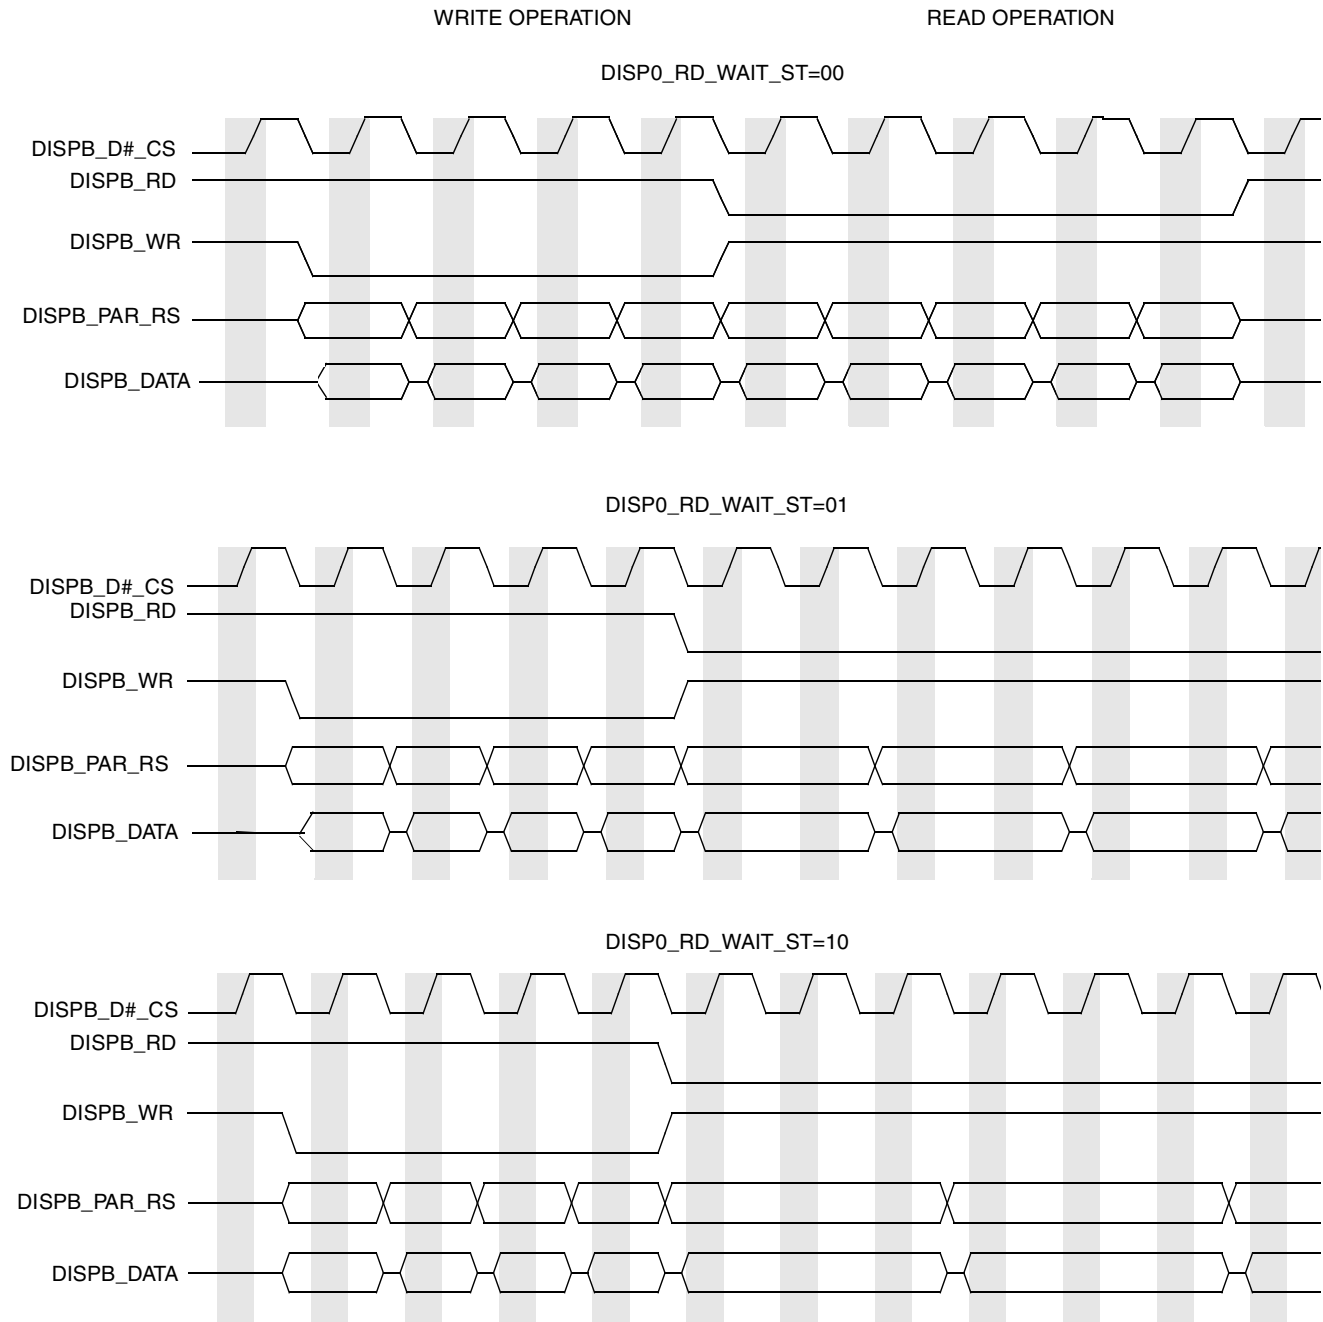 WRITE OPERATION
READ OPERATION
DISP0_RD_WAIT_ST=00
DISPB_D#_CS
DISPB_RD
DISPB_WR
DISPB_PAR_RS
DISPB_DATA
DISP0_RD_WAIT_ST=01
DISPB_D#_CS
DISPB_RD
DISPB_WR
DISPB_PAR_RS
DISPB_DATA
DISP0_RD_WAIT_ST=10
DISPB_D#_CS
DISPB_RD
DISPB_WR
DISPB_PAR_RS
DISPB_DATA